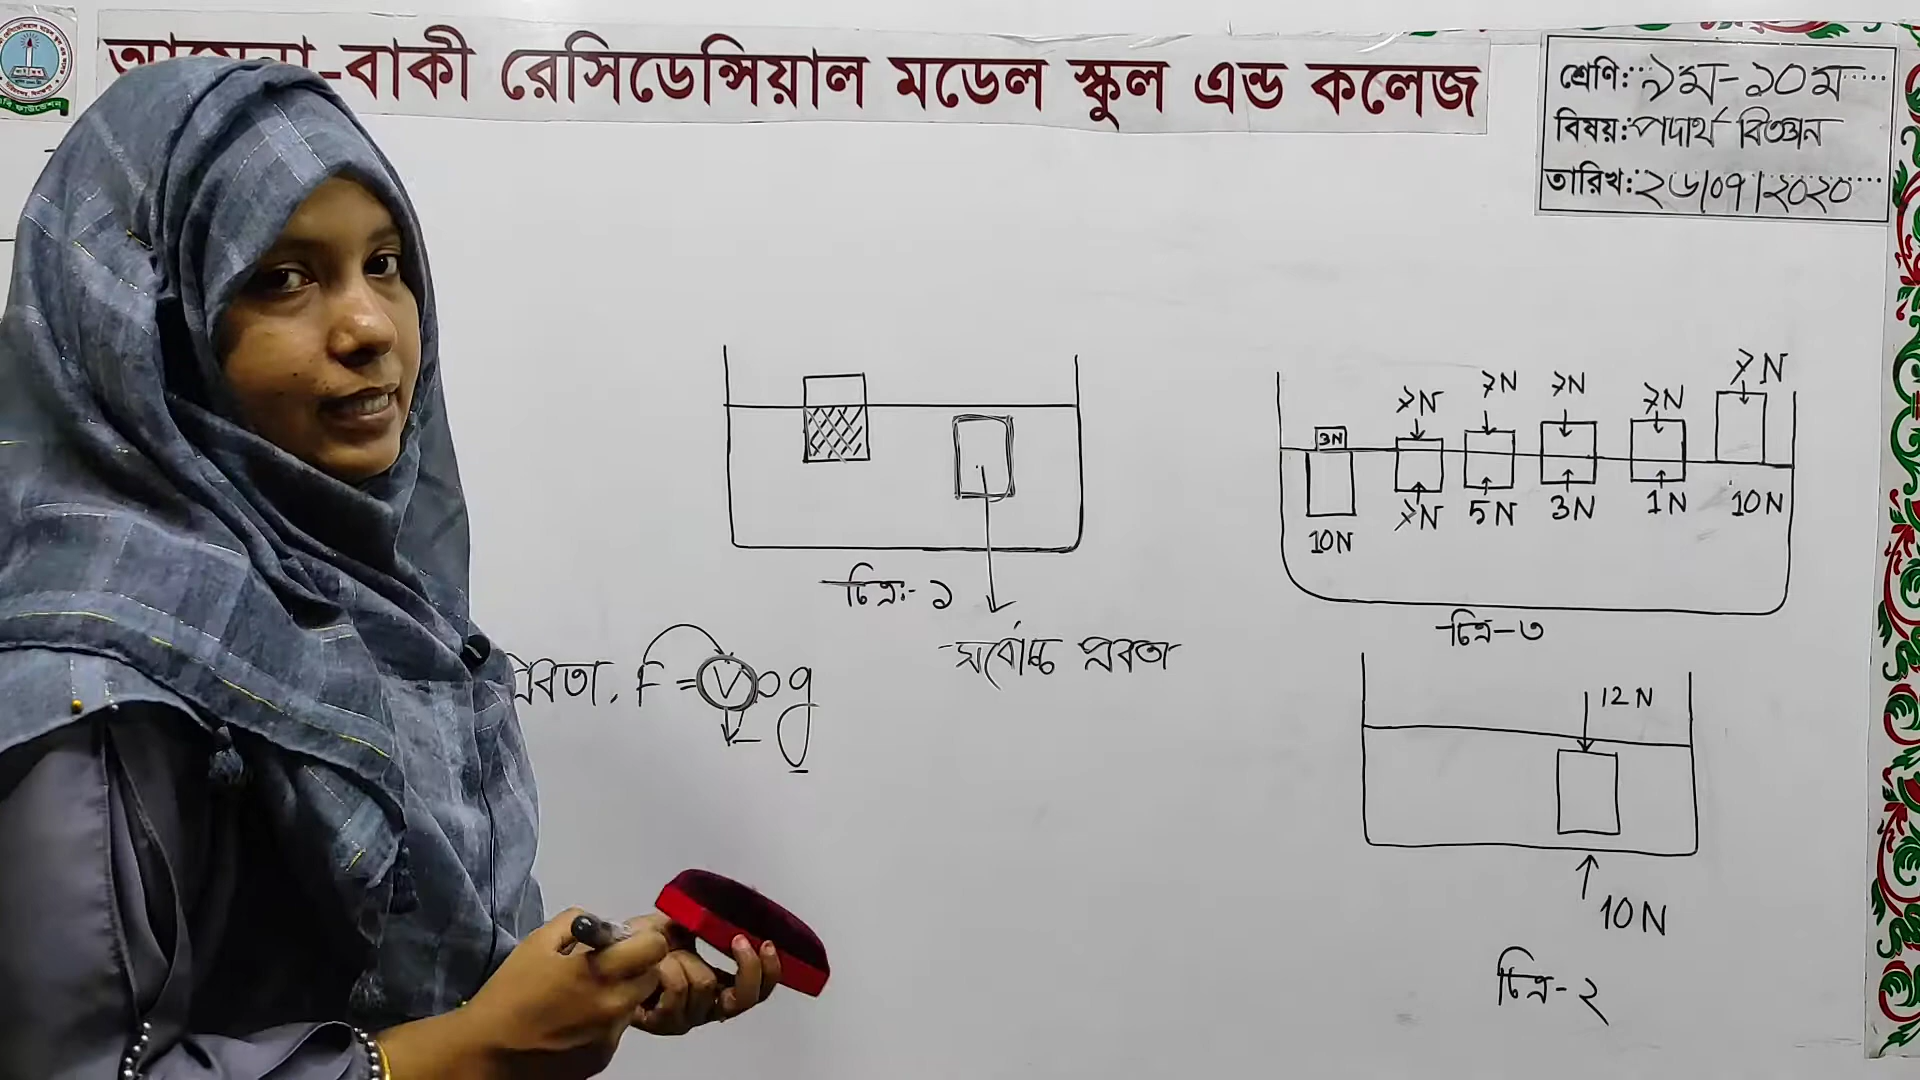 -বাকী রেসিডেন্সিয়াল মডেল স্কুল এন্ড কলেজ
শ্রেণি: ৯ম-১০ম
বিষয়: পদার্থ বিজ্ঞান
তারিখ: ২৬/০৭/২০২০
7N 7N 7N 7N 7N
3N
7N 5N 3N 1N 10N
10N
চিত্র:- ১
চিত্র-৩
সর্বোচ্চ প্লবতা
প্লবতা, F = Vρg
12N
10N
চিত্র-২